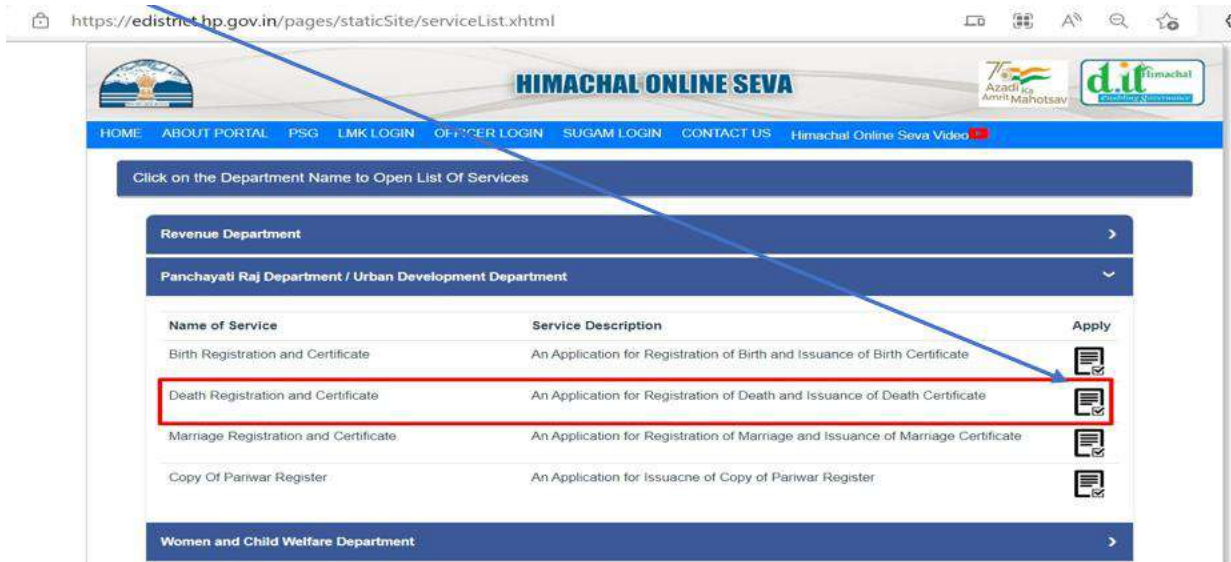 https://edistrict.hp.gov.in/pages/staticSite/serviceList.xhtml
HIMACHAL ONLINE SEVA
Azadi Ka
Amrit Mahotsav
d.it Himachal
HOME ABOUT PORTAL PSG LMK LOGIN OFFICER LOGIN SUGAM LOGIN CONTACT US Himachal Online Seva Video
Click on the Department Name to Open List Of Services
Revenue Department
Panchayati Raj Department / Urban Development Department
Name of Service Service Description Apply
Birth Registration and Certificate An Application for Registration of Birth and Issuance of Birth Certificate
Death Registration and Certificate An Application for Registration of Death and Issuance of Death Certificate
Marriage Registration and Certificate An Application for Registration of Marriage and Issuance of Marriage Certificate
Copy Of Pariwar Register An Application for Issuacne of Copy of Pariwar Register
Women and Child Welfare Department